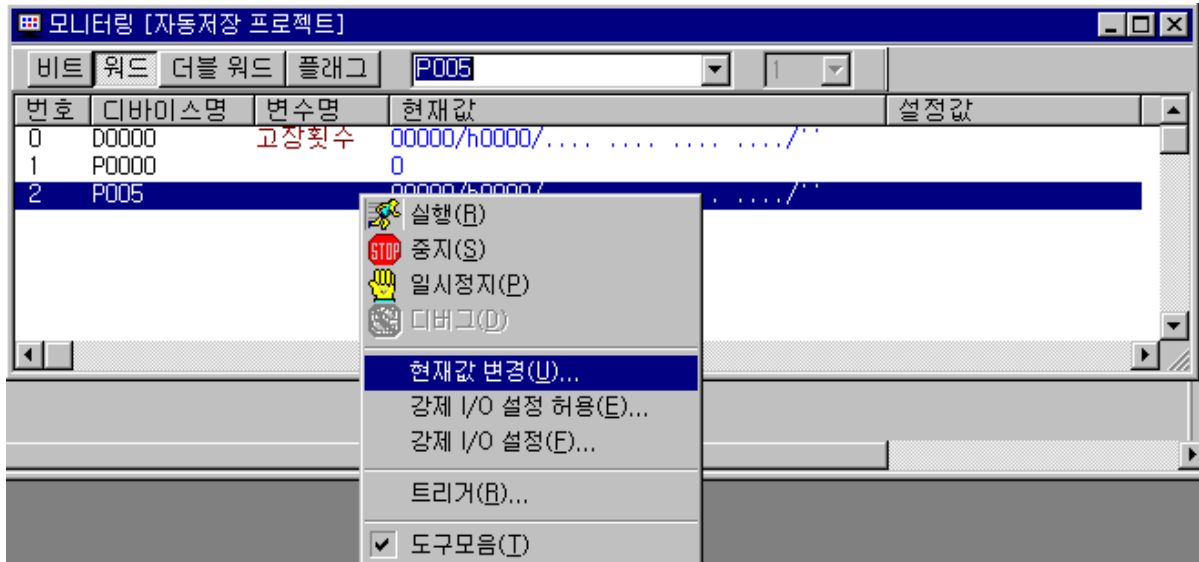 모니터링 [자동저장 프로젝트]
비트 워드 더블 워드 플래그 P005 1
번호 디바이스명 변수명 현재값 설정값
0 D0000 고장횟수 00000/h0000/.... .... .... ..../''
1 P0000 0
2 P005 00000/h0000/.... .... .... ..../''
실행(R)
STOP 중지(S)
일시정지(P)
디버그(D)
현재값 변경(U)...
강제 I/O 설정 허용(E)...
강제 I/O 설정(F)...
트리거(R)...
도구모음(T)